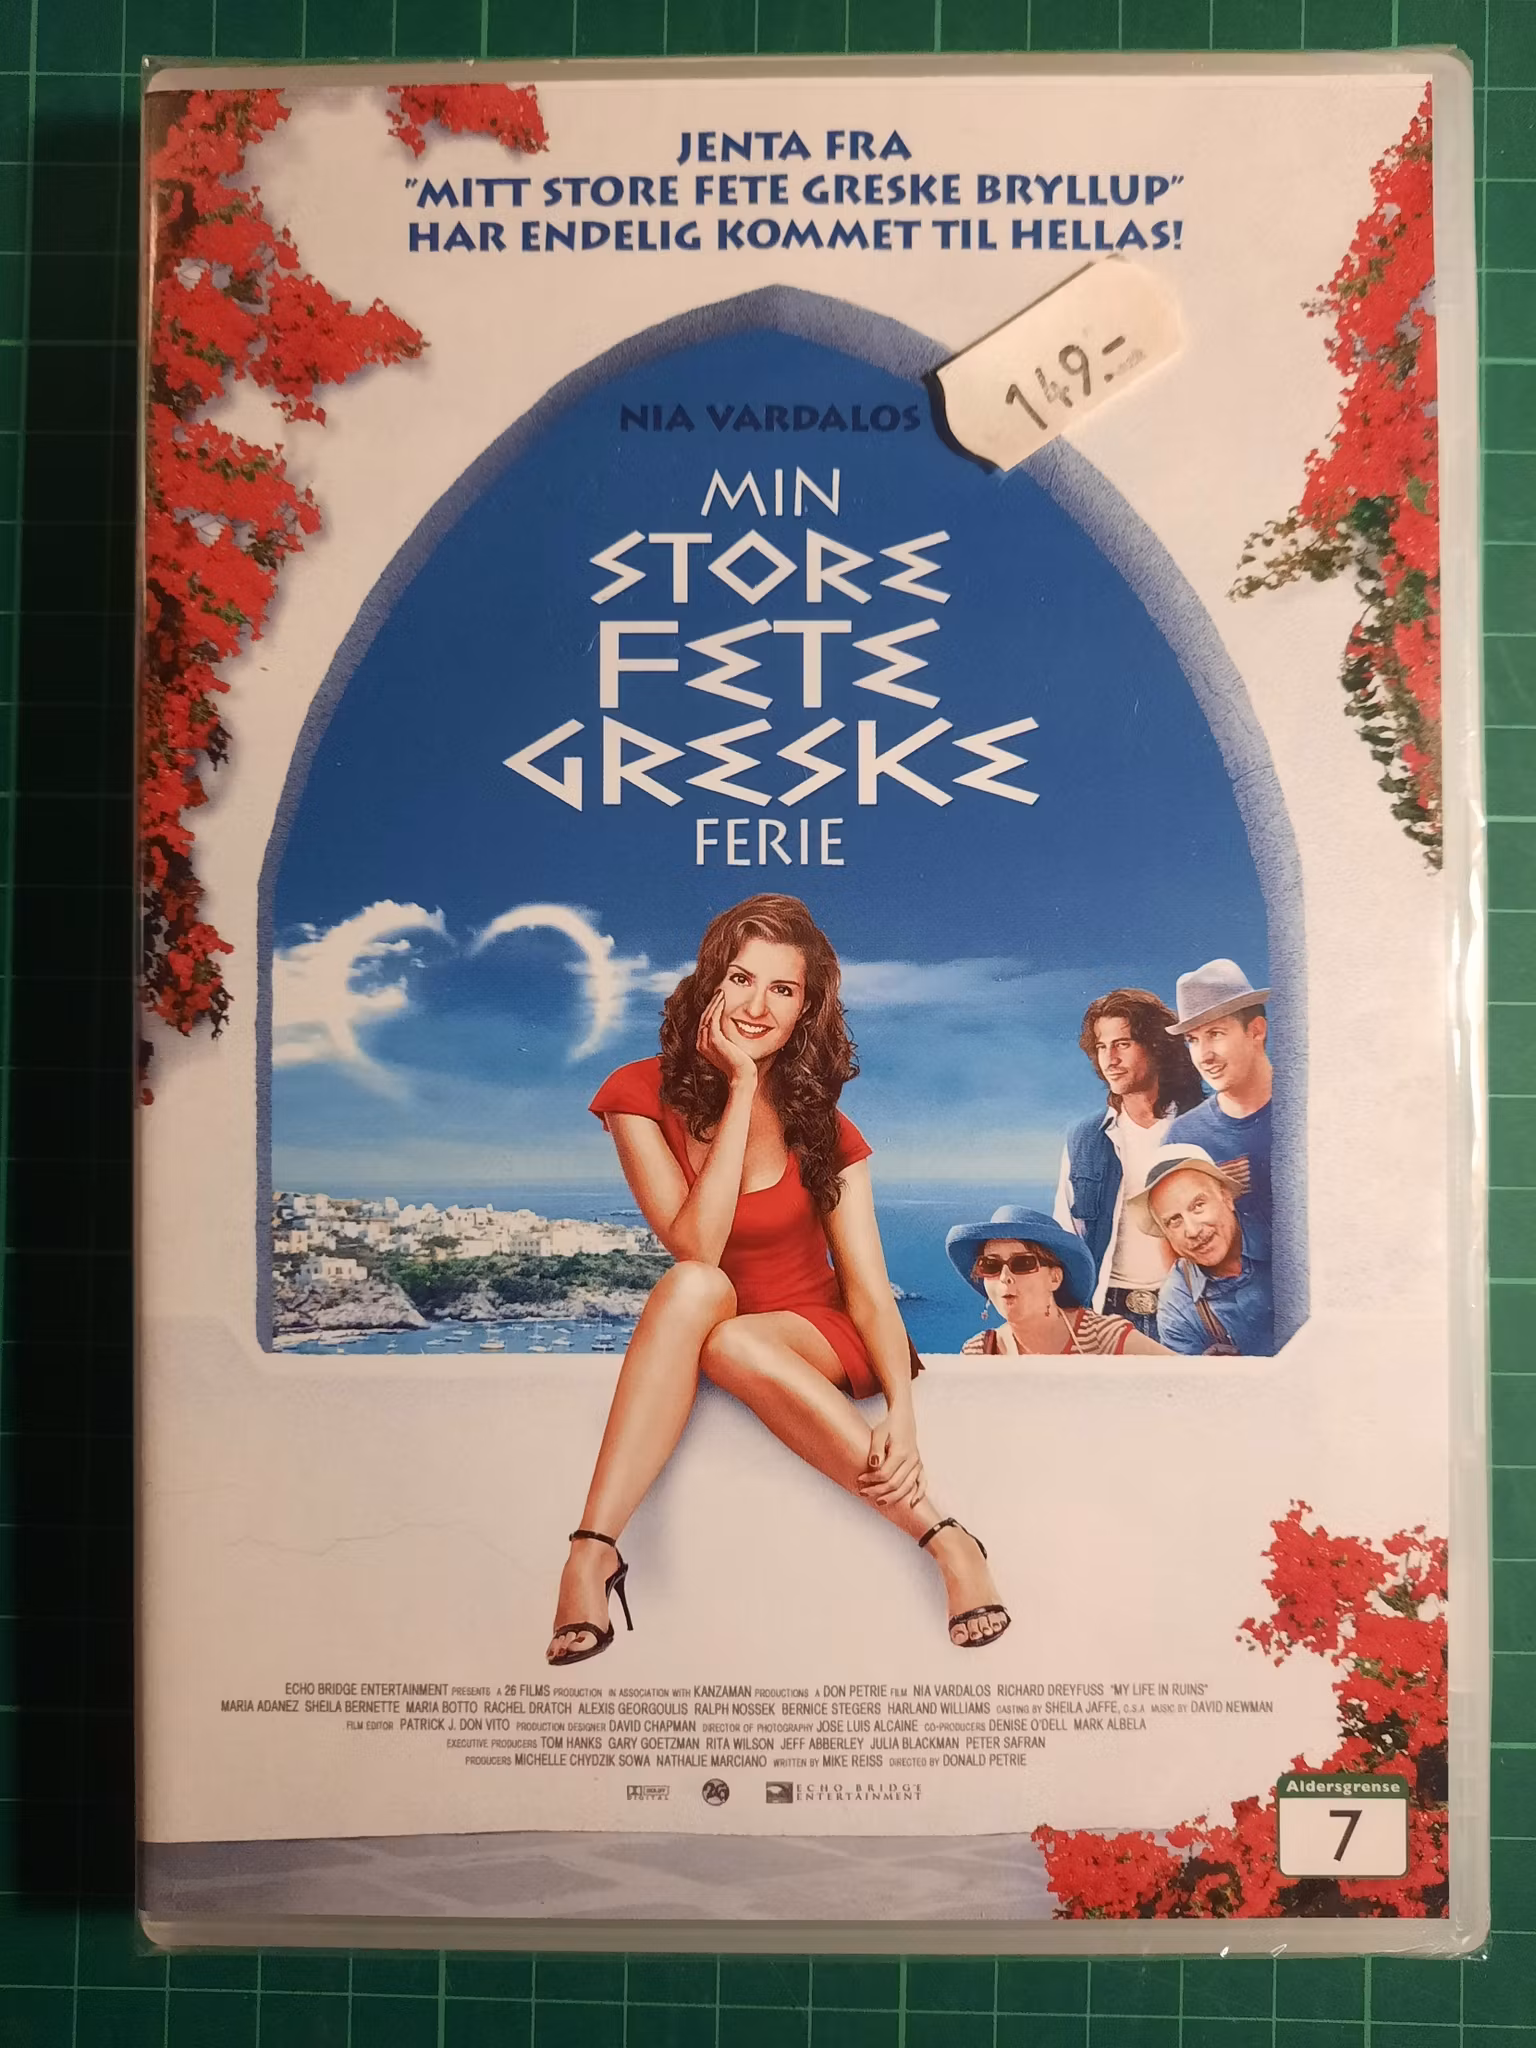 JENTA FRA
"MITT STORE FETE GRESKE BRYLLUP"
HAR ENDELIG KOMMET TIL HELLAS!
149.-
NIA VARDALOS
MIN
STORE
FETE
GRESKE
FERIE
ECHO BRIDGE ENTERTAINMENT PRESENTS A 26 FILMS PRODUCTION IN ASSOCIATION WITH KANZAMAN PRODUCTIONS A DON PETRIE FILM NIA VARDALOS RICHARD DREYFUSS "MY LIFE IN RUINS"
MARIA ADANEZ SHEILA BERNETTE MARIA BOTTO RACHEL DRATCH ALEXIS GEORGOULIS RALPH NOSSEK BERNICE STEGERS HARLAND WILLIAMS CASTING BY SHEILA JAFFE, C.S.A MUSIC BY DAVID NEWMAN
FILM EDITOR PATRICK J. DON VITO PRODUCTION DESIGNER DAVID CHAPMAN DIRECTOR OF PHOTOGRAPHY JOSE LUIS ALCAINE CO-PRODUCERS DENISE O'DELL MARK ALBELA
EXECUTIVE PRODUCERS TOM HANKS GARY GOETZMAN RITA WILSON JEFF ABBERLEY JULIA BLACKMAN PETER SAFRAN
PRODUCERS MICHELLE CHYDZIK SOWA NATHALIE MARCIANO WRITTEN BY MIKE REISS DIRECTED BY DONALD PETRIE
DOLBY DIGITAL 26 ECHO BRIDGE ENTERTAINMENT
Aldersgrense
7